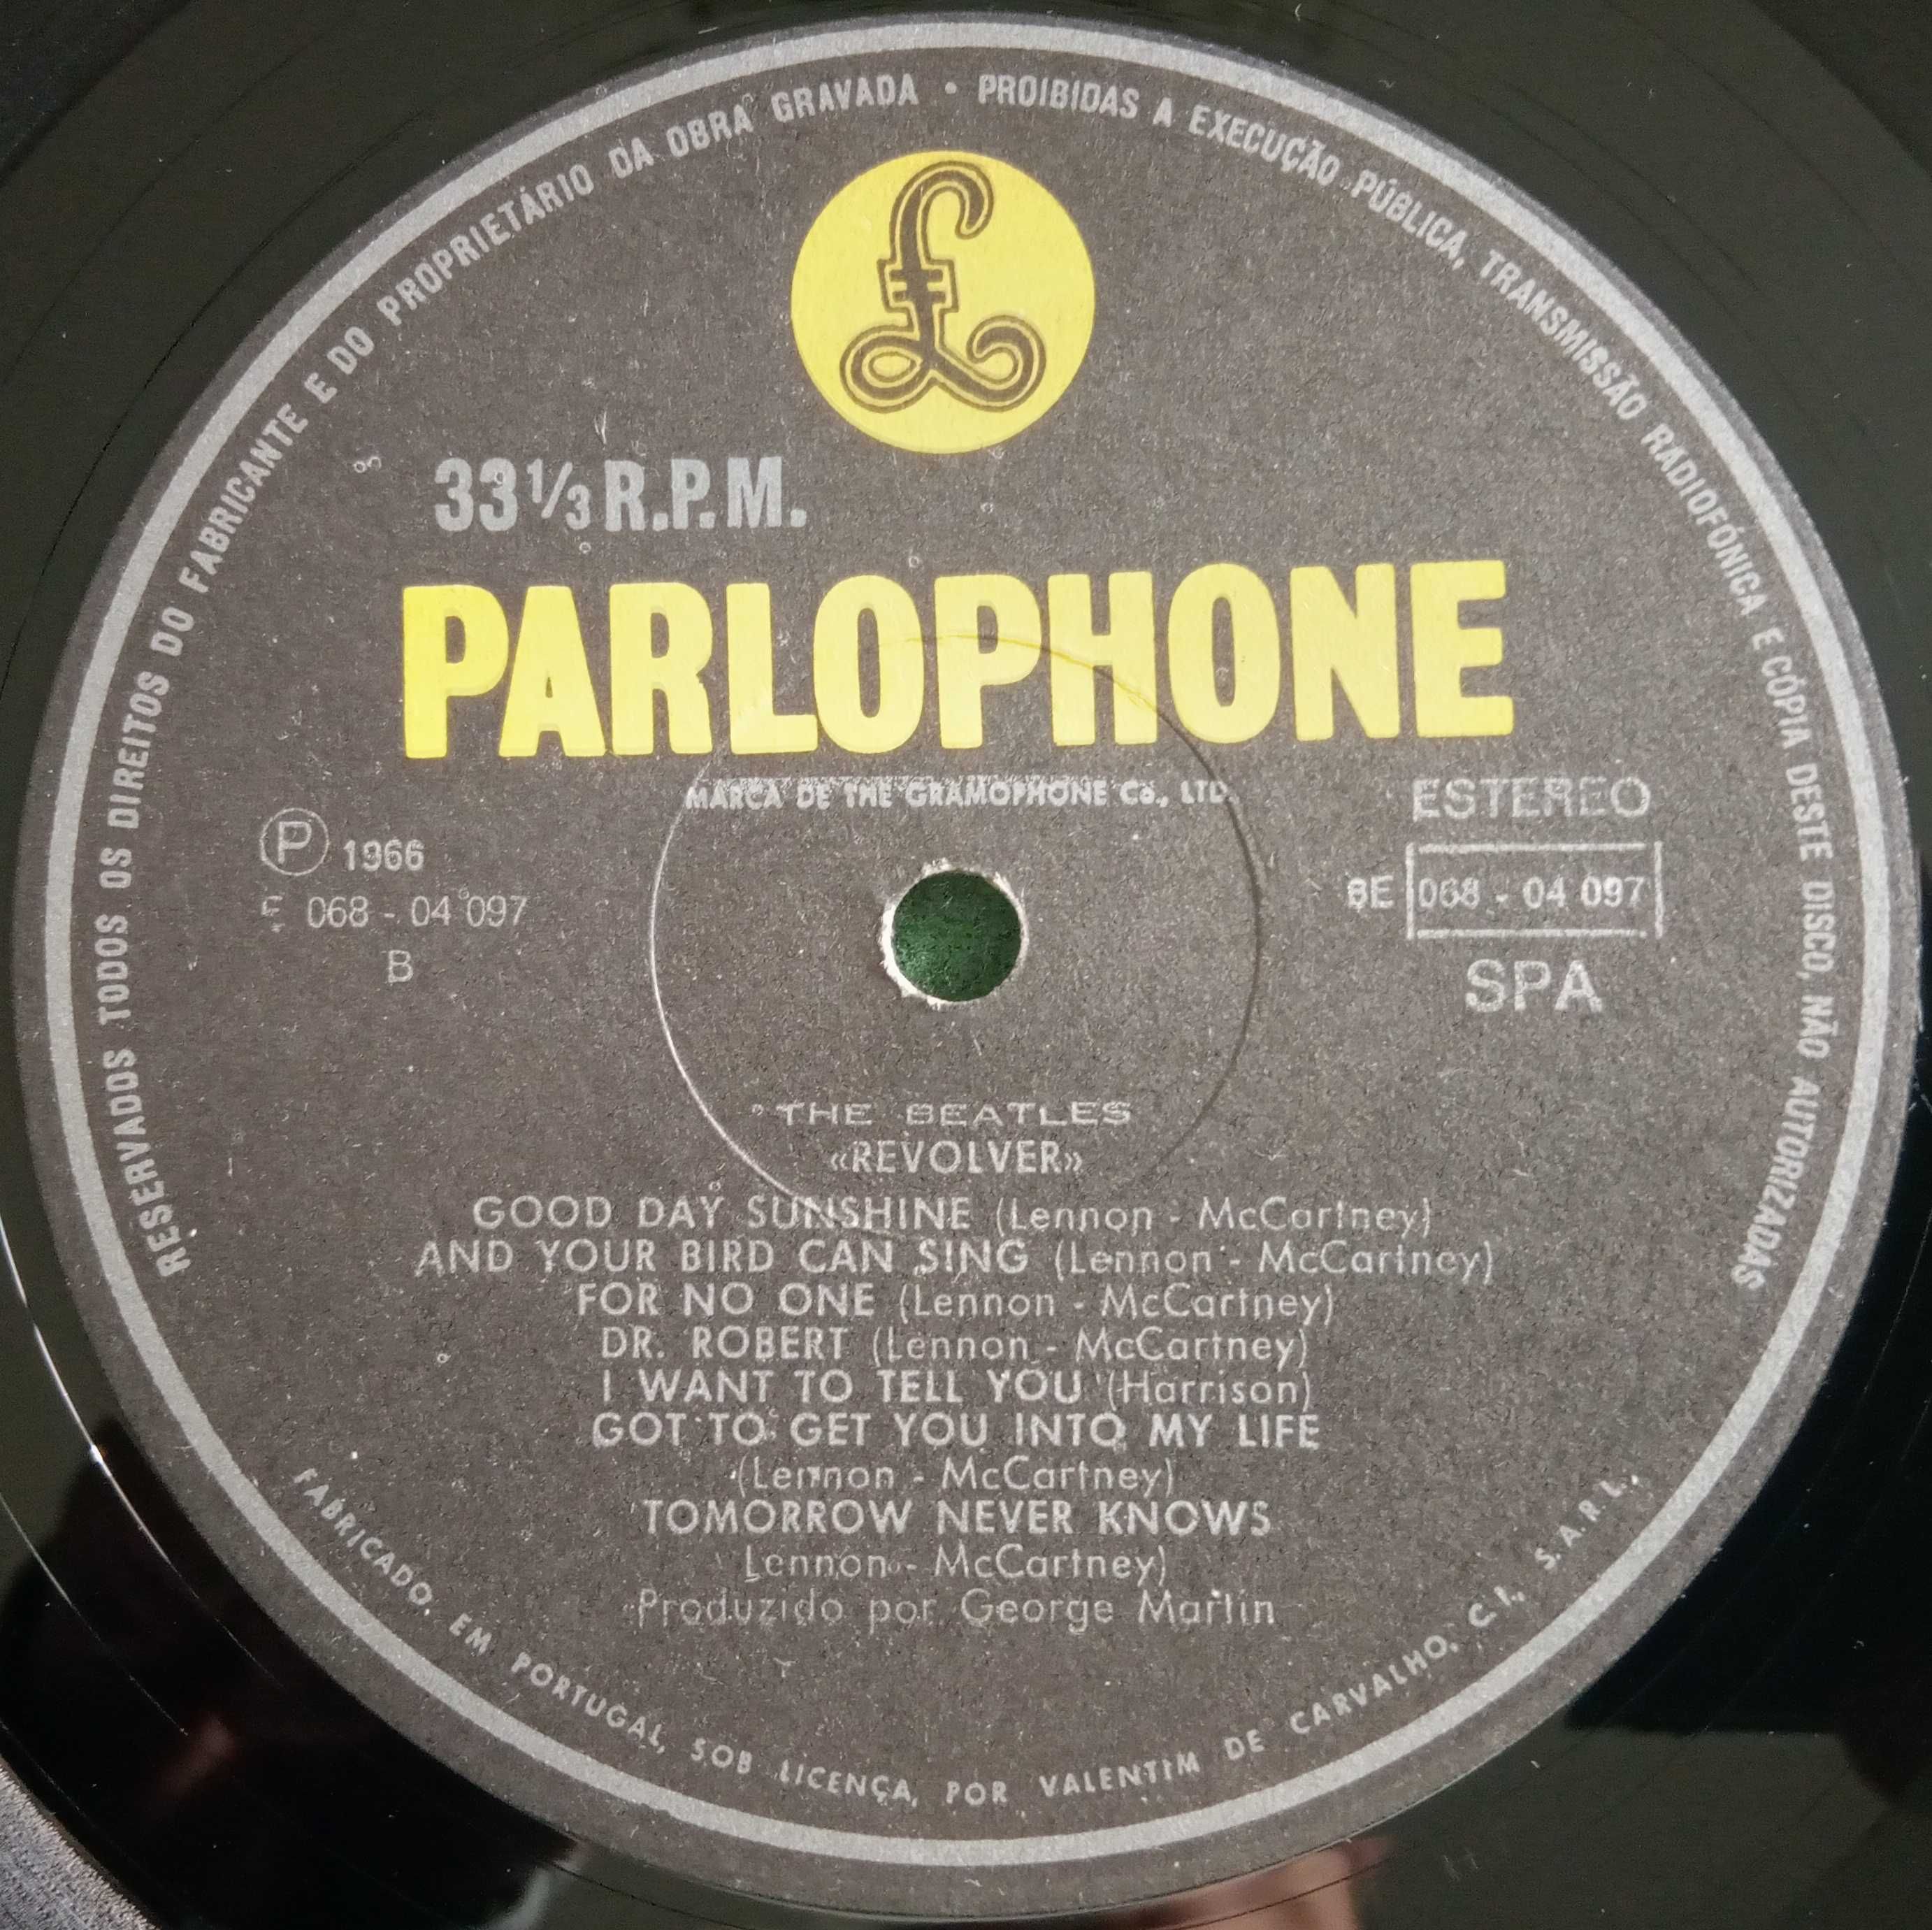 RESERVADOS TODOS OS DIREITOS DO FABRICANTE E DO PROPRIETÁRIO DA OBRA GRAVADA • PROIBIDAS A EXECUÇÃO PÚBLICA, TRANSMISSÃO RADIOFÓNICA E CÓPIA DESTE DISCO, NÃO AUTORIZADAS
£
33 1/3 R.P.M.
PARLOPHONE
MARCA DE THE GRAMOPHONE Co., LTD.
ESTEREO
Ⓟ 1966
8E 068 - 04 097
E 068 - 04 097
B
SPA
THE BEATLES
«REVOLVER»
GOOD DAY SUNSHINE (Lennon - McCartney)
AND YOUR BIRD CAN SING (Lennon - McCartney)
FOR NO ONE (Lennon - McCartney)
DR. ROBERT (Lennon - McCartney)
I WANT TO TELL YOU (Harrison)
GOT TO GET YOU INTO MY LIFE
(Lennon - McCartney)
TOMORROW NEVER KNOWS
Lennon - McCartney)
Produzido por George Martin
FABRICADO EM PORTUGAL, SOB LICENÇA, POR VALENTIM DE CARVALHO, C. I., S. A. R. L.